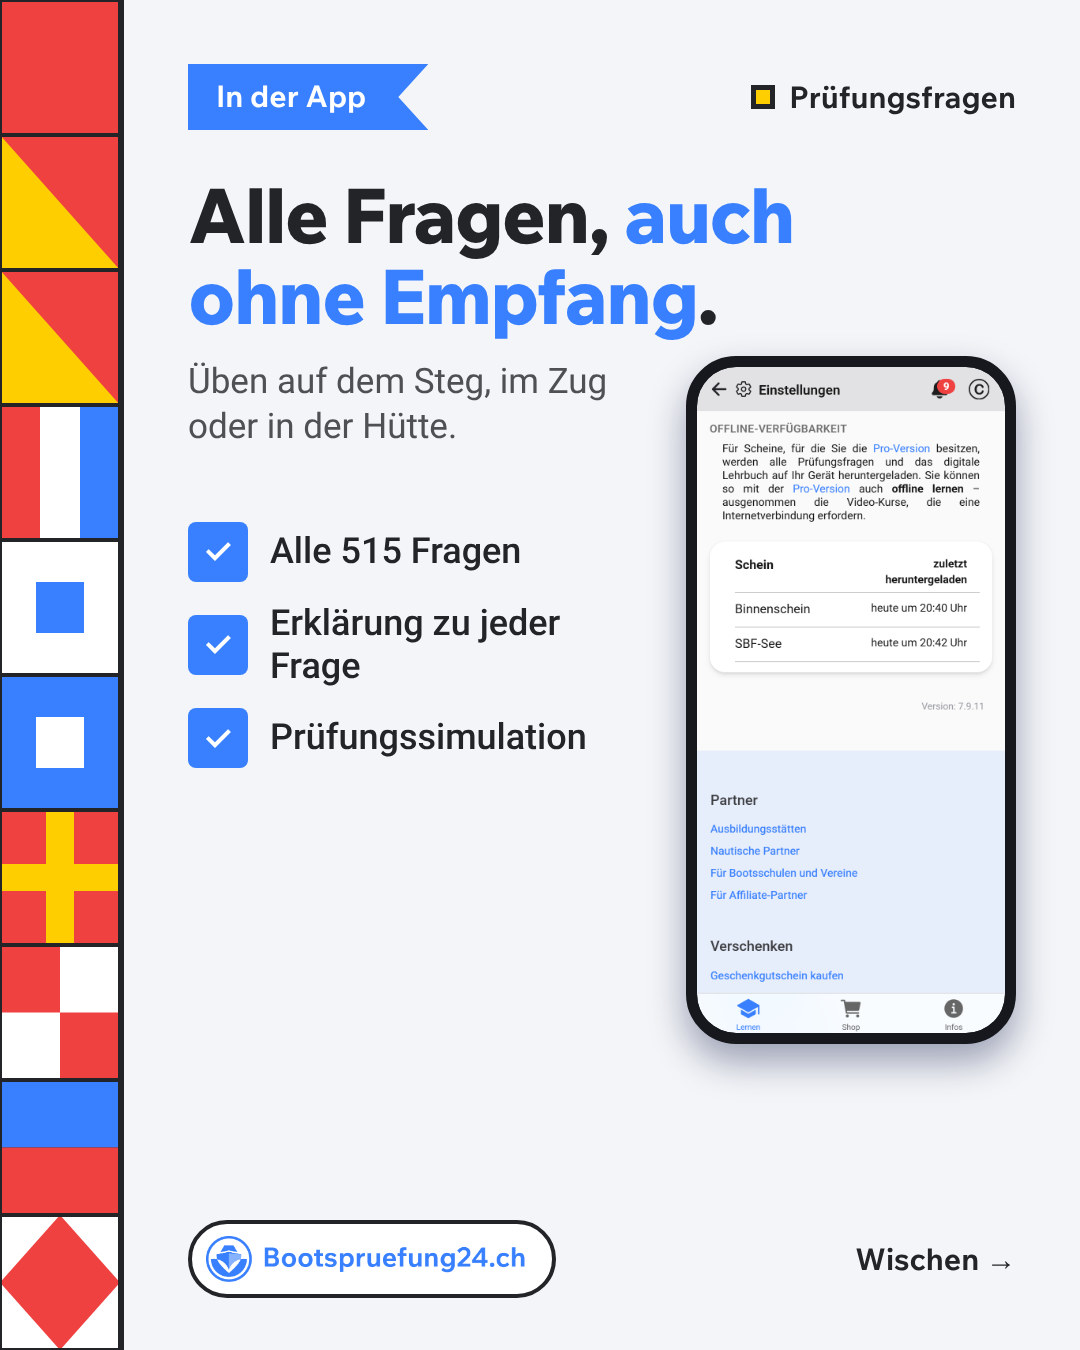 In der App
Prüfungsfragen
Alle Fragen, auch
ohne Empfang.
Üben auf dem Steg, im Zug
oder in der Hütte.
Alle 515 Fragen
Erklärung zu jeder
Frage
Prüfungssimulation
Einstellungen
9
OFFLINE-VERFÜGBARKEIT
Für Scheine, für die Sie die Pro-Version besitzen,
werden alle Prüfungsfragen und das digitale
Lehrbuch auf Ihr Gerät heruntergeladen. Sie können
so mit der Pro-Version auch offline lernen –
ausgenommen die Video-Kurse, die eine
Internetverbindung erfordern.
Schein
zuletzt
heruntergeladen
Binnenschein
heute um 20:40 Uhr
SBF-See
heute um 20:42 Uhr
Version: 7.9.11
Partner
Ausbildungsstätten
Nautische Partner
Für Bootsschulen und Vereine
Für Affiliate-Partner
Verschenken
Geschenkgutschein kaufen
Lernen
Shop
Infos
Bootspruefung24.ch
Wischen →